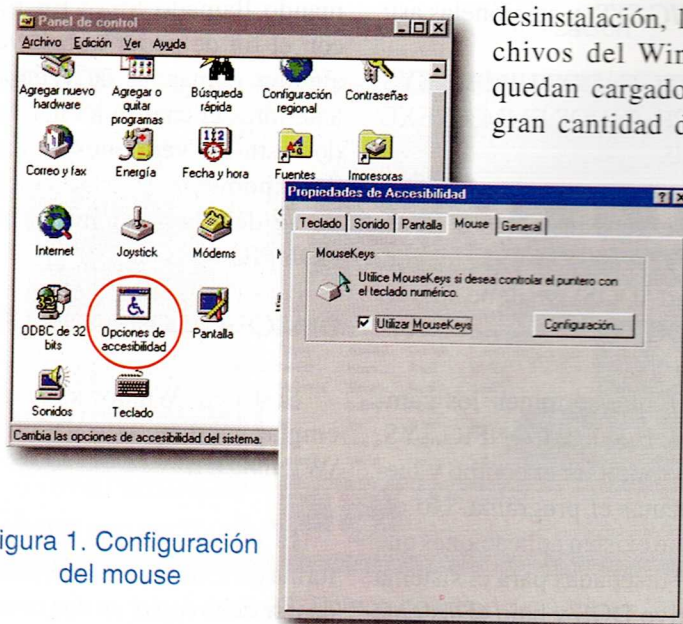 Panel de control
Archivo Edición Ver Ayuda
Agregar nuevo hardware
Agregar o quitar programas
Búsqueda rápida
Configuración regional
Contraseñas
Correo y fax
Energía
Fecha y hora
Fuentes
Impresoras
Internet
Joystick
Módems
ODBC de 32 bits
Opciones de accesibilidad
Pantalla
Sonidos
Teclado
Cambia las opciones de accesibilidad del sistema.
desinstalación, l
chivos del Win
quedan cargado
gran cantidad d
Propiedades de Accesibilidad
Teclado Sonido Pantalla Mouse General
MouseKeys
Utilice MouseKeys si desea controlar el puntero con
el teclado numérico.
Utilizar MouseKeys
Configuración...
igura 1. Configuración
del mouse